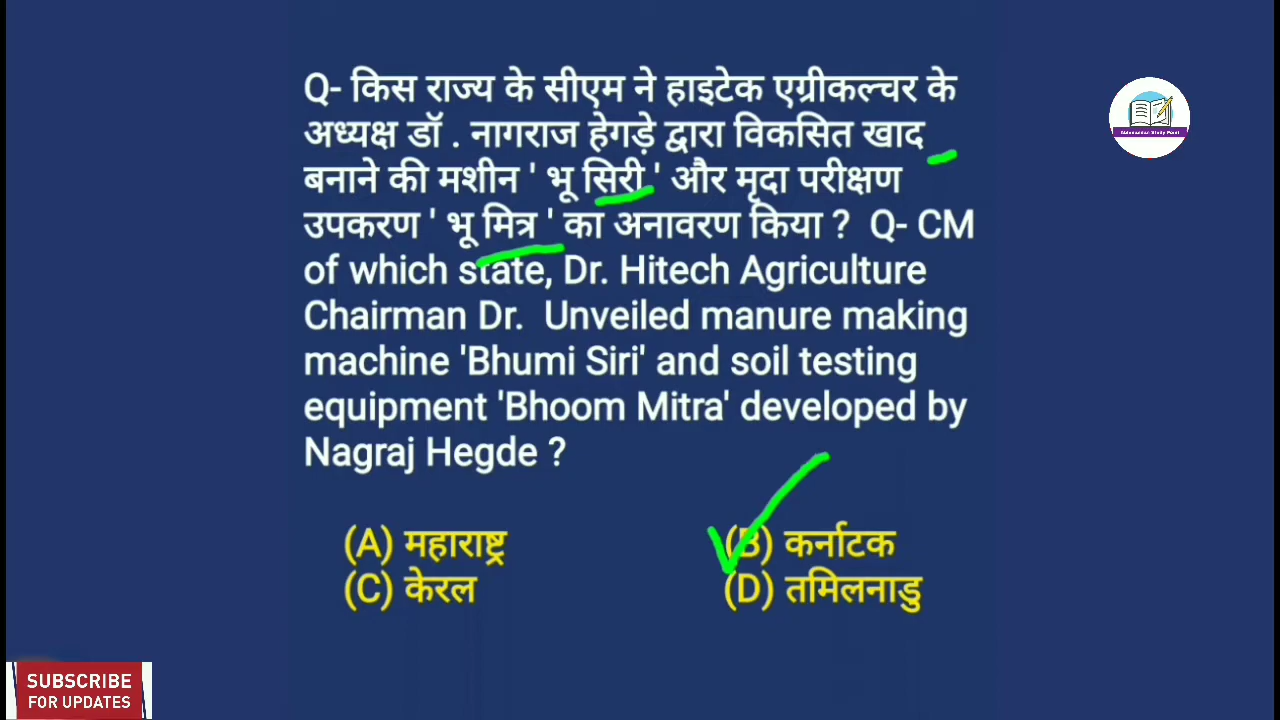 Q- किस राज्य के सीएम ने हाइटेक एग्रीकल्चर के
अध्यक्ष डॉ . नागराज हेगड़े द्वारा विकसित खाद
बनाने की मशीन ' भू सिरी ' और मृदा परीक्षण
उपकरण ' भू मित्र ' का अनावरण किया ? Q- CM
of which state, Dr. Hitech Agriculture
Chairman Dr. Unveiled manure making
machine 'Bhumi Siri' and soil testing
equipment 'Bhoom Mitra' developed by
Nagraj Hegde ?
(A) महाराष्ट्र (B) कर्नाटक
(C) केरल (D) तमिलनाडु
SUBSCRIBE
FOR UPDATES